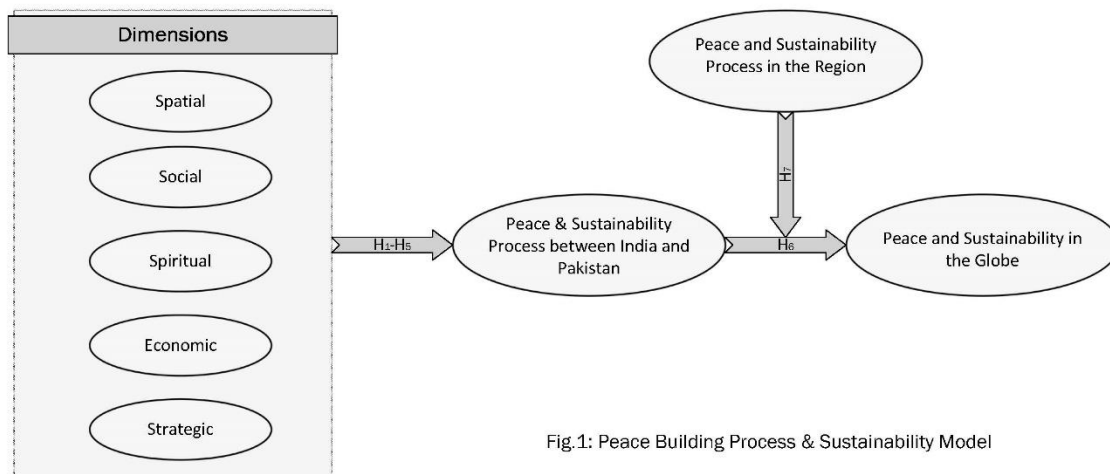 Dimensions
Spatial
Social
Spiritual
Economic
Strategic
H₁-H₅
Peace & Sustainability
Process between India and
Pakistan
Peace and Sustainability
Process in the Region
H₇
H₆
Peace and Sustainability in
the Globe
Fig.1: Peace Building Process & Sustainability Model